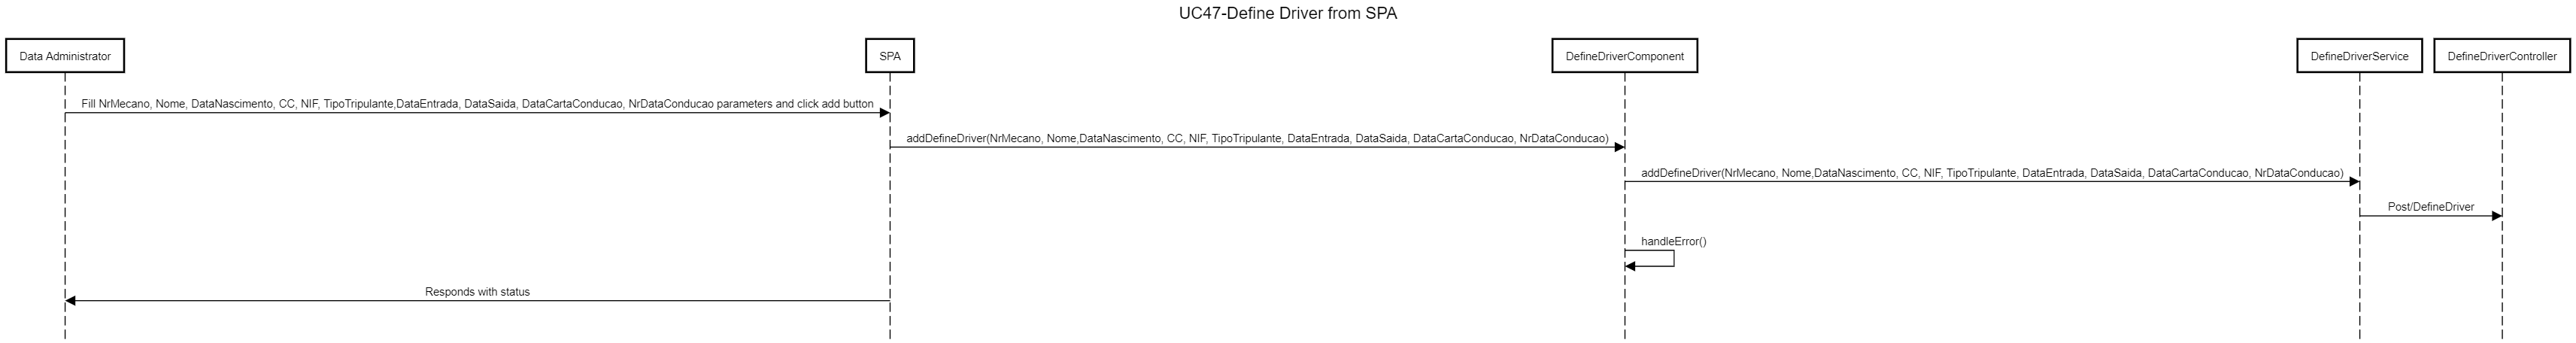 UC47-Define Driver from SPA
Data Administrator
SPA
DefineDriverComponent
DefineDriverService
DefineDriverController
Fill NrMecano, Nome, DataNascimento, CC, NIF, TipoTripulante,DataEntrada, DataSaida, DataCartaConducao, NrDataConducao parameters and click add button
addDefineDriver(NrMecano, Nome,DataNascimento, CC, NIF, TipoTripulante, DataEntrada, DataSaida, DataCartaConducao, NrDataConducao)
addDefineDriver(NrMecano, Nome,DataNascimento, CC, NIF, TipoTripulante, DataEntrada, DataSaida, DataCartaConducao, NrDataConducao)
Post/DefineDriver
handleError()
Responds with status